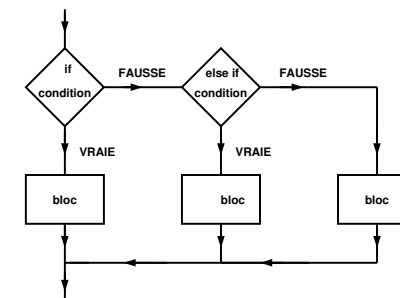 if
condition
FAUSSE
else if
condition
FAUSSE
VRAIE
VRAIE
bloc
bloc
bloc